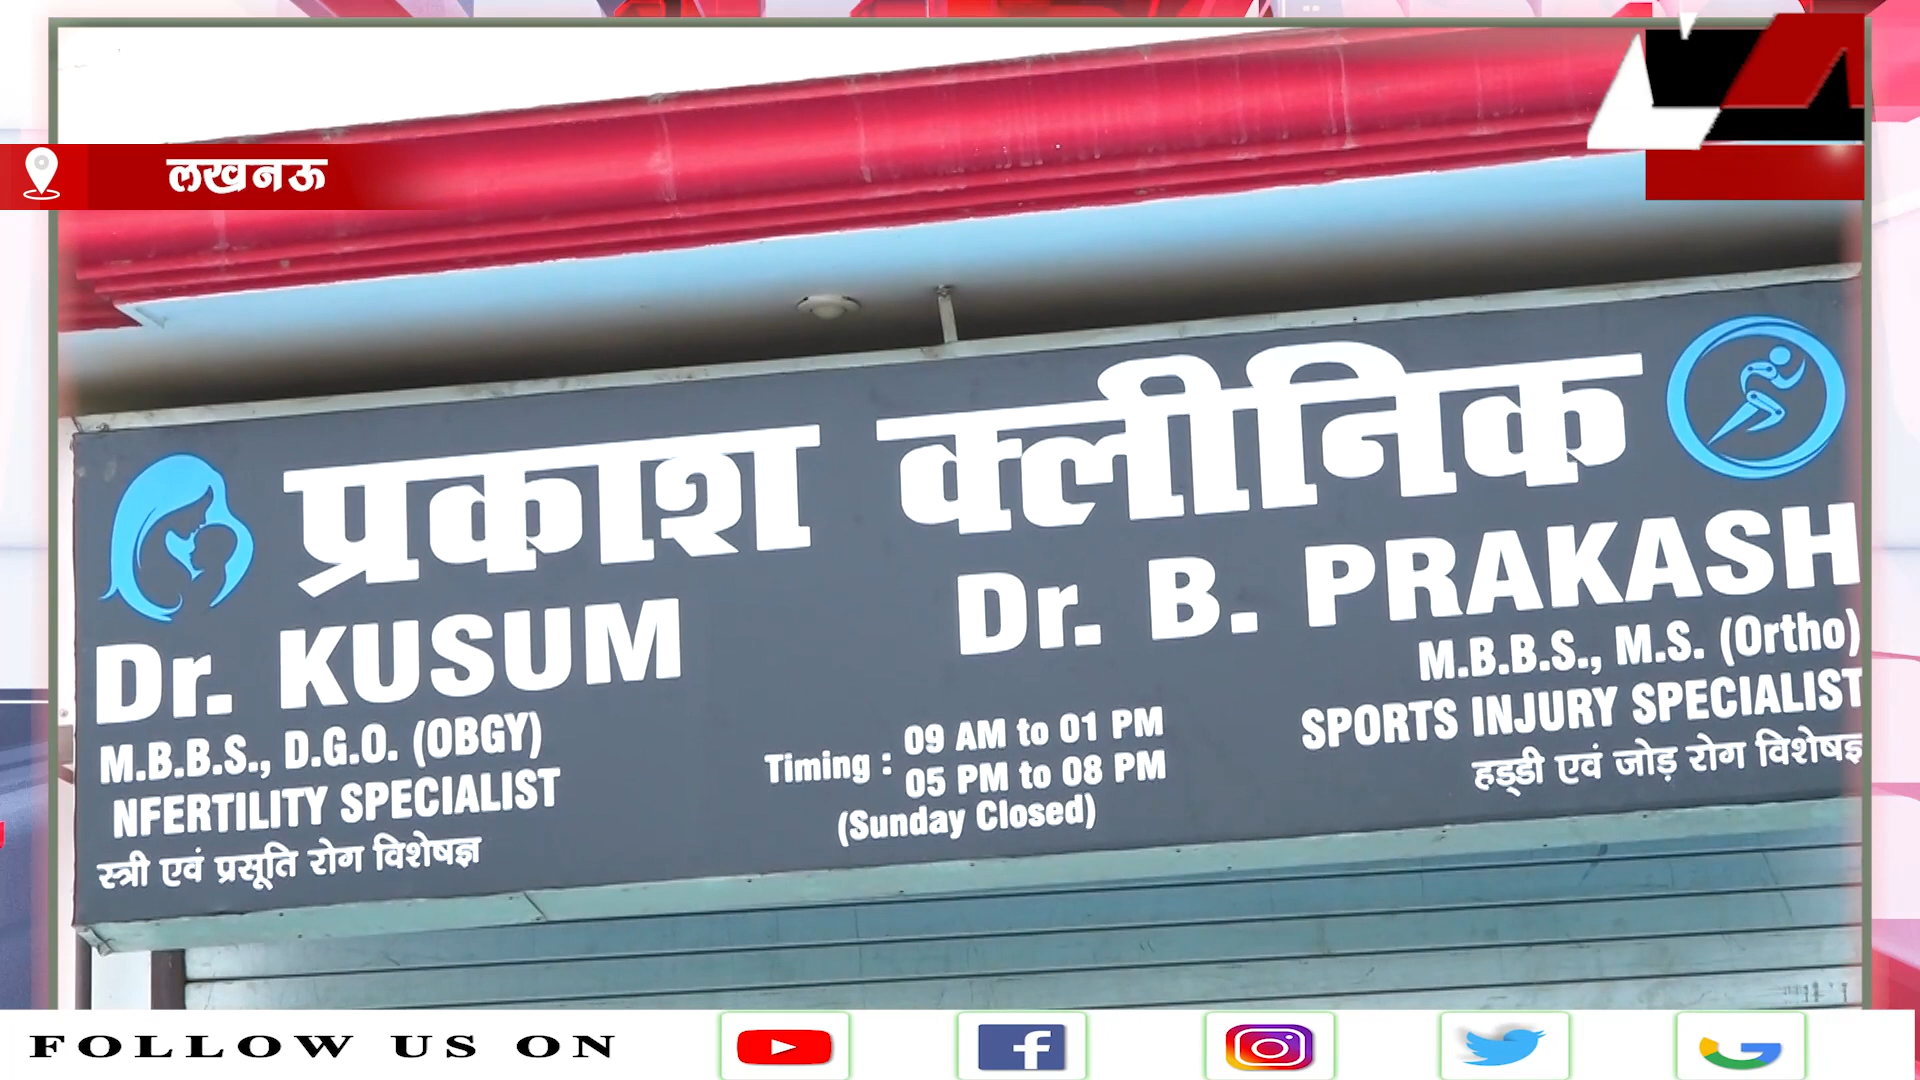 लखनऊ
प्रकाश क्लीनिक
Dr. KUSUM
M.B.B.S., D.G.O. (OBGY)
NFERTILITY SPECIALIST
स्त्री एवं प्रसूति रोग विशेषज्ञ
Timing : 09 AM to 01 PM
05 PM to 08 PM
(Sunday Closed)
Dr. B. PRAKASH
M.B.B.S., M.S. (Ortho)
SPORTS INJURY SPECIALIST
हड्डी एवं जोड़ रोग विशेषज्ञ
FOLLOW US ON